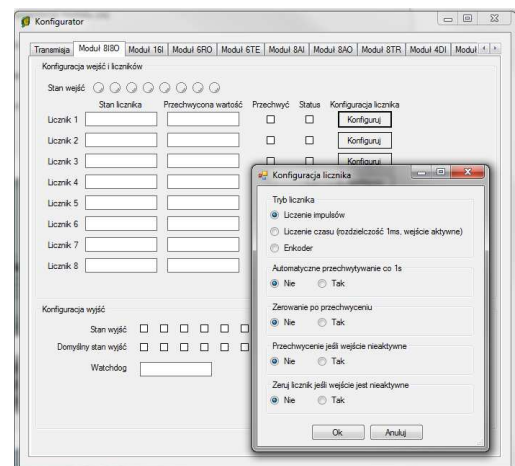 Konfigurator
Transmisja Moduł 8I8O Moduł 16I Moduł 6RO Moduł 6TE Moduł 8AI Moduł 8AO Moduł 8TR Moduł 4DI Moduł
Konfiguracja wejść i liczników
Stan wejść
Stan licznika Przechwycona wartość Przechwyć Status Konfiguracja licznika
Licznik 1 Konfiguruj
Licznik 2 Konfiguruj
Licznik 3 Konfiguruj
Licznik 4
Licznik 5
Licznik 6
Licznik 7
Licznik 8
Konfiguracja wyjść
Stan wyjść
Domyślny stan wyjść
Watchdog
Konfiguracja licznika
Tryb licznika
Liczenie impulsów
Liczenie czasu (rozdzielczość 1ms, wejście aktywne)
Enkoder
Automatyczne przechwytywanie co 1s
Nie Tak
Zerowanie po przechwyceniu
Nie Tak
Przechwycenie jeśli wejście nieaktywne
Nie Tak
Zeruj licznik jeśli wejście jest nieaktywne
Nie Tak
Ok Anuluj